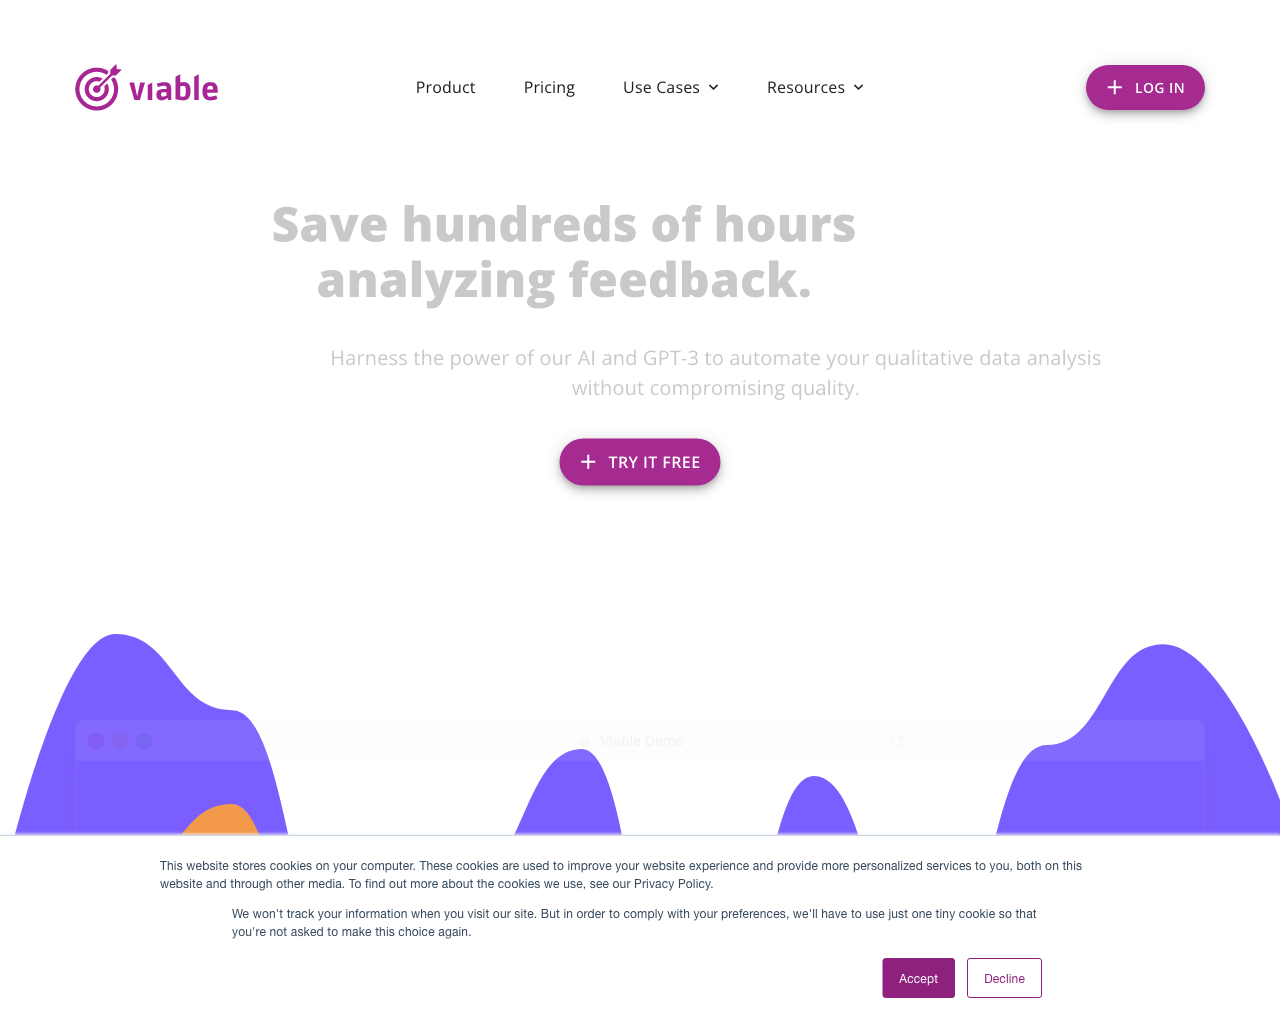 viable
Product
Pricing
Use Cases
Resources
LOG IN
Save hundreds of hours
analyzing feedback.
Harness the power of our AI and GPT-3 to automate your qualitative data analysis
without compromising quality.
TRY IT FREE
Viable Demo
This website stores cookies on your computer. These cookies are used to improve your website experience and provide more personalized services to you, both on this
website and through other media. To find out more about the cookies we use, see our Privacy Policy.
We won't track your information when you visit our site. But in order to comply with your preferences, we'll have to use just one tiny cookie so that
you're not asked to make this choice again.
Accept
Decline